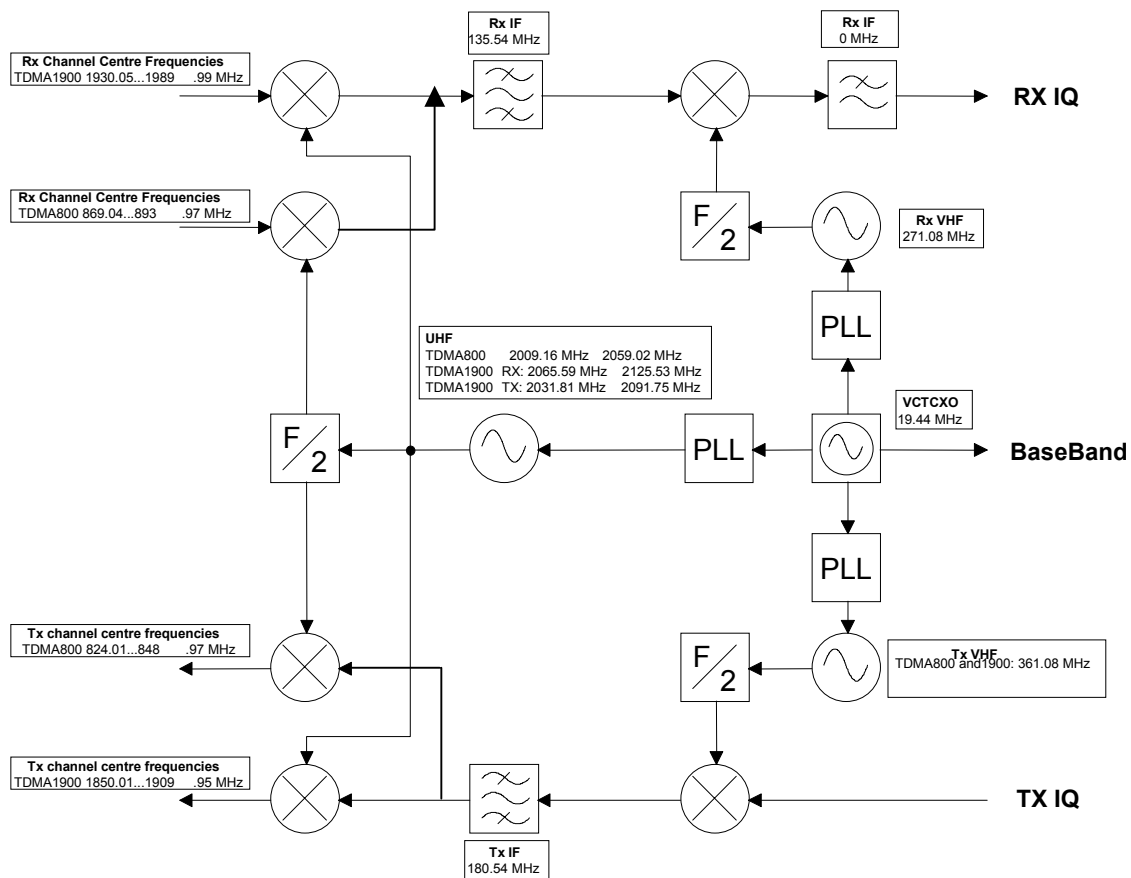 Rx IF
135.54 MHz
Rx IF
0 MHz
Rx Channel Centre Frequencies
TDMA1900 1930.05...1989 .99 MHz
RX IQ
Rx Channel Centre Frequencies
TDMA800 869.04...893 .97 MHz
F/2
Rx VHF
271.08 MHz
PLL
UHF
TDMA800 2009.16 MHz 2059.02 MHz
TDMA1900 RX: 2065.59 MHz 2125.53 MHz
TDMA1900 TX: 2031.81 MHz 2091.75 MHz
VCTCXO
19.44 MHz
F/2
PLL
BaseBand
PLL
Tx channel centre frequencies
TDMA800 824.01...848 .97 MHz
F/2
Tx VHF
TDMA800 and1900: 361.08 MHz
Tx channel centre frequencies
TDMA1900 1850.01...1909 .95 MHz
TX IQ
Tx IF
180.54 MHz